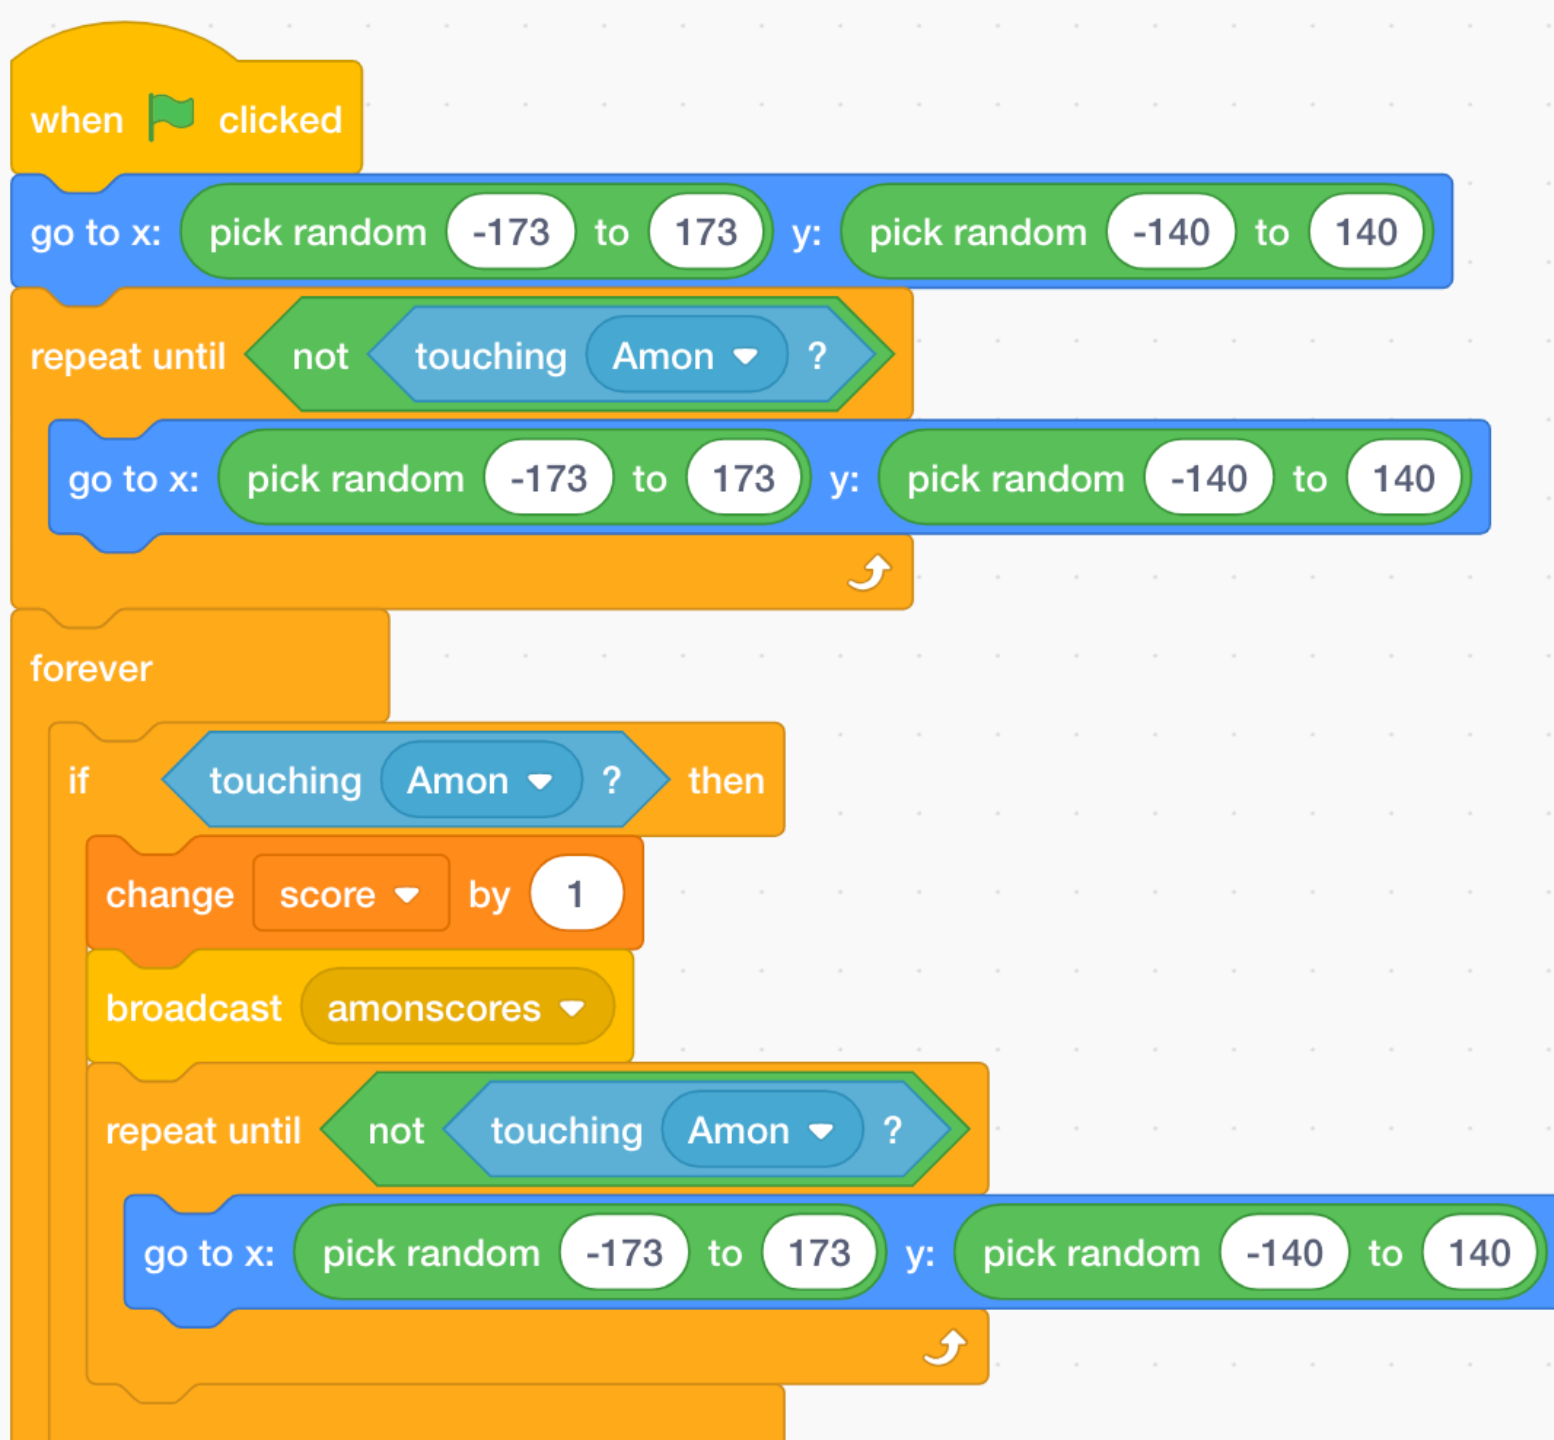 when clicked
go to x: pick random -173 to 173 y: pick random -140 to 140
repeat until not touching Amon ?
go to x: pick random -173 to 173 y: pick random -140 to 140
forever
if touching Amon ? then
change score by 1
broadcast amonscores
repeat until not touching Amon ?
go to x: pick random -173 to 173 y: pick random -140 to 140